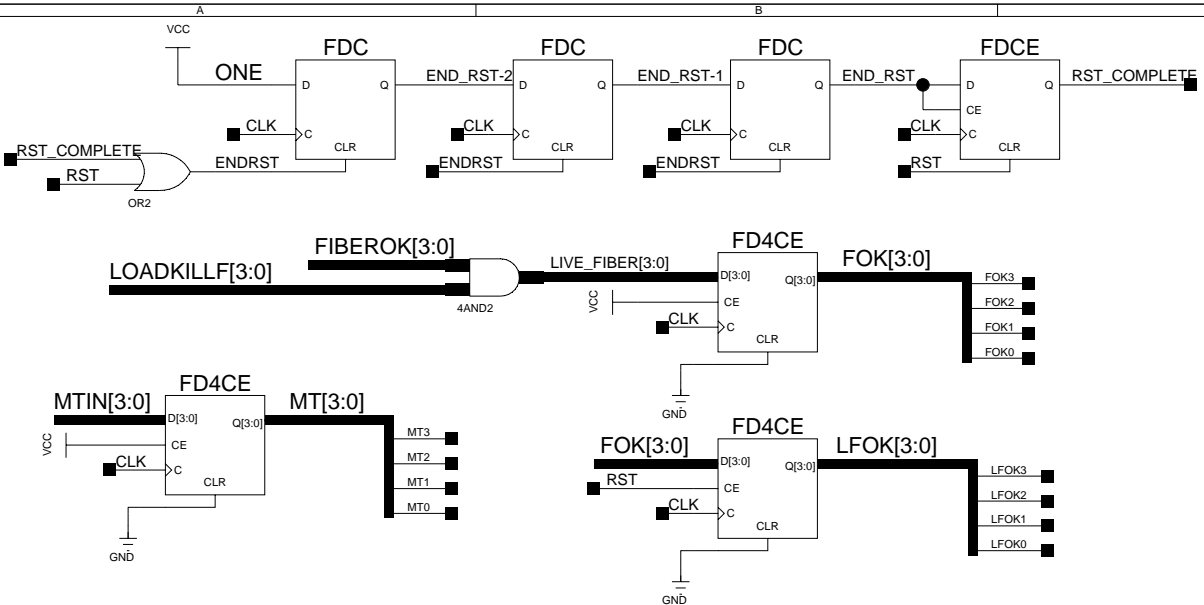 A B
VCC
FDC FDC FDC FDCE
ONE END_RST-2 END_RST-1 END_RST RST_COMPLETE
D Q D Q D Q D Q
CE
CLK C CLK C CLK C CLK C
CLR CLR CLR CLR
RST_COMPLETE ENDRST ENDRST ENDRST RST
RST
OR2
FIBEROK[3:0]
LOADKILLF[3:0]
4AND2
LIVE_FIBER[3:0]
FD4CE
D[3:0] Q[3:0]
VCC
CE
CLK C
CLR
GND
FOK[3:0]
FOK3
FOK2
FOK1
FOK0
FD4CE
MTIN[3:0] MT[3:0]
D[3:0] Q[3:0]
VCC
CE
CLK C
CLR
GND
MT3
MT2
MT1
MT0
FD4CE
FOK[3:0] LFOK[3:0]
D[3:0] Q[3:0]
RST CE
CLK C
CLR
GND
LFOK3
LFOK2
LFOK1
LFOK0